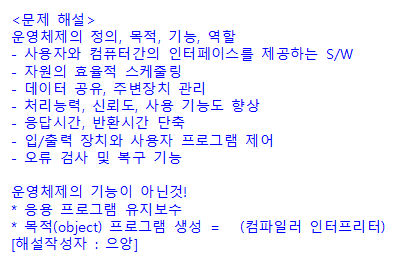 <문제 해설>
운영체제의 정의, 목적, 기능, 역할
- 사용자와 컴퓨터간의 인터페이스를 제공하는 S/W
- 자원의 효율적 스케줄링
- 데이터 공유, 주변장치 관리
- 처리능력, 신뢰도, 사용 기능도 향상
- 응답시간, 반환시간 단축
- 입/출력 장치와 사용자 프로그램 제어
- 오류 검사 및 복구 기능
운영체제의 기능이 아닌것!
* 응용 프로그램 유지보수
* 목적(object) 프로그램 생성 = (컴파일러 인터프리터)
[해설작성자 : 으앙]